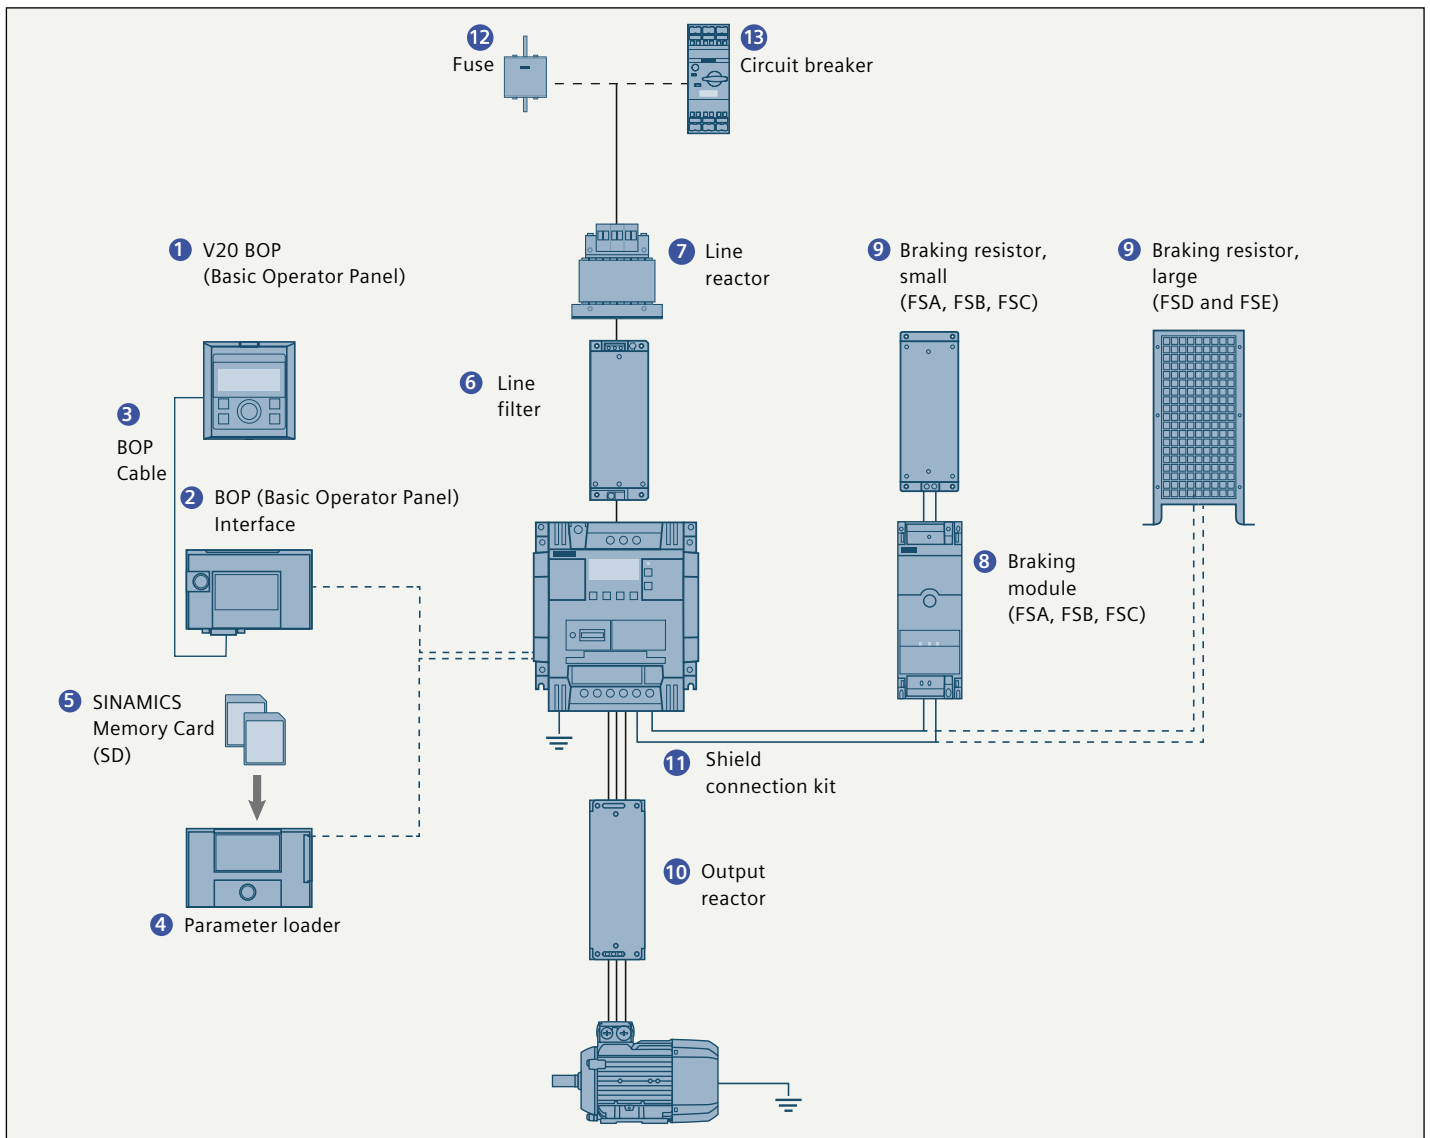 12
Fuse
13
Circuit breaker
1 V20 BOP
(Basic Operator Panel)
7 Line
reactor
9 Braking resistor,
small
(FSA, FSB, FSC)
9 Braking resistor,
large
(FSD and FSE)
6 Line
filter
3
BOP
Cable
2 BOP (Basic Operator Panel)
Interface
8 Braking
module
(FSA, FSB, FSC)
5 SINAMICS
Memory Card
(SD)
11 Shield
connection kit
10 Output
reactor
4 Parameter loader